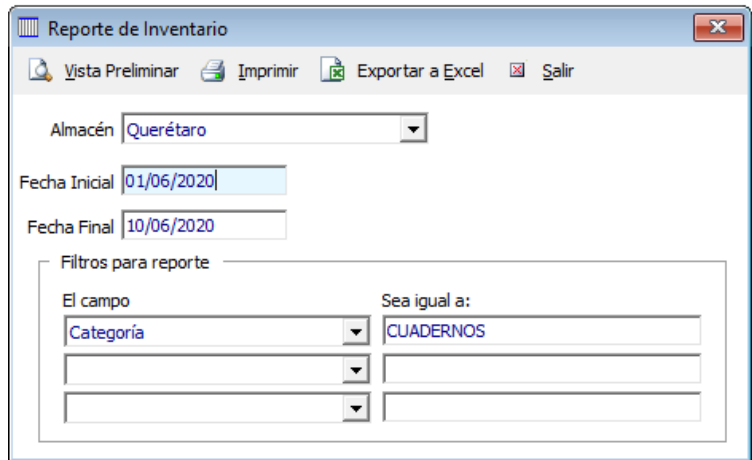 Reporte de Inventario
Vista Preliminar Imprimir Exportar a Excel Salir
Almacén Querétaro
Fecha Inicial 01/06/2020
Fecha Final 10/06/2020
Filtros para reporte
El campo Sea igual a:
Categoría CUADERNOS